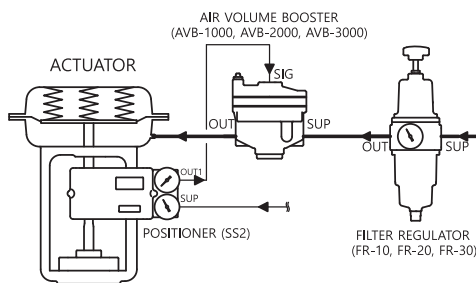 AIR VOLUME BOOSTER
(AVB-1000, AVB-2000, AVB-3000)
ACTUATOR
SIG
OUT
SUP
OUT
SUP
OUT1
SUP
POSITIONER (SS2)
FILTER REGULATOR
(FR-10, FR-20, FR-30)